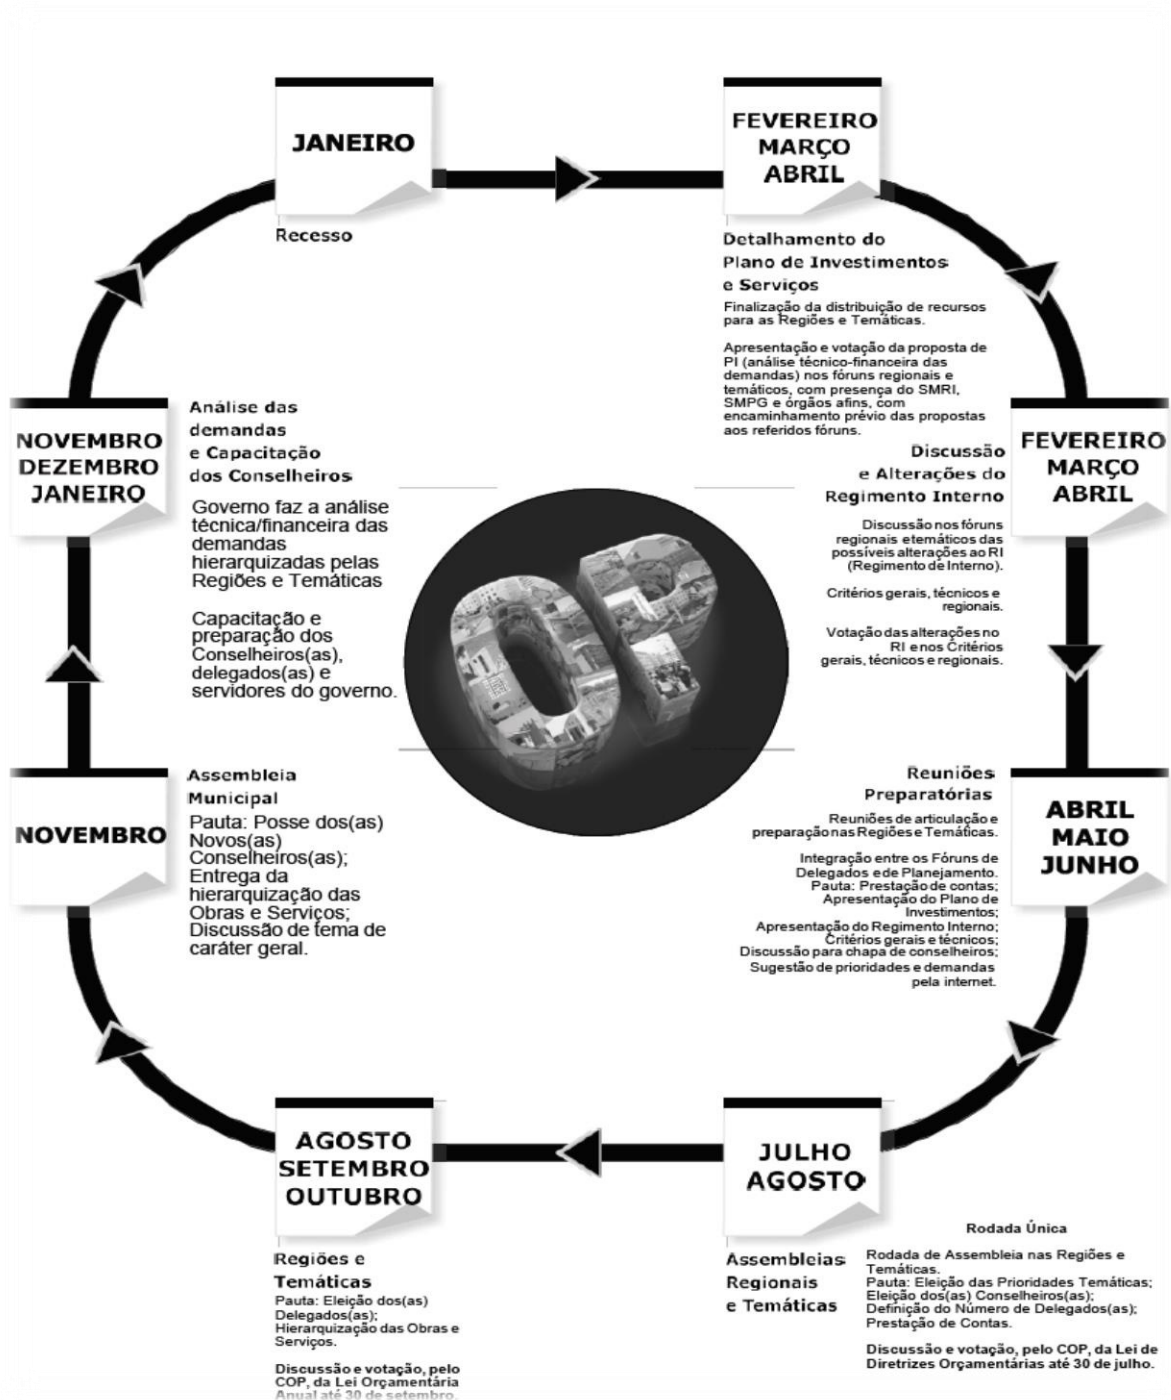 JANEIRO
Recesso
FEVEREIRO
MARÇO
ABRIL
Detalhamento do
Plano de Investimentos
e Serviços
Finalização da distribuição de recursos
para as Regiões e Temáticas.
Apresentação e votação da proposta de
PI (análise técnico-financeira das
demandas) nos fóruns regionais e
temáticos, com presença do SMRI,
SMPG e órgãos afins, com
encaminhamento prévio das propostas
aos referidos fóruns.
FEVEREIRO
MARÇO
ABRIL
Discussão
e Alterações do
Regimento Interno
Discussão nos fóruns
regionais etemáticos das
possíveis alterações ao RI
(Regimento de Interno).
Critérios gerais, técnicos e
regionais.
Votação das alterações no
RI e nos Critérios
gerais, técnicos e regionais.
ABRIL
MAIO
JUNHO
Reuniões
Preparatórias
Reuniões de articulação e
preparação nas Regiões e Temáticas.
Integração entre os Fóruns de
Delegados e de Planejamento.
Pauta: Prestação de contas;
Apresentação do Plano de
Investimentos;
Apresentação do Regimento Interno;
Critérios gerais e técnicos;
Discussão para chapa de conselheiros;
Sugestão de prioridades e demandas
pela internet.
JULHO
AGOSTO
Assembleias
Regionais
e Temáticas
Rodada Única
Rodada de Assembleia nas Regiões e
Temáticas.
Pauta: Eleição das Prioridades Temáticas;
Eleição dos(as) Conselheiros(as);
Definição do Número de Delegados(as);
Prestação de Contas.
Discussão e votação, pelo COP, da Lei de
Diretrizes Orçamentárias até 30 de julho.
AGOSTO
SETEMBRO
OUTUBRO
Regiões e
Temáticas
Pauta: Eleição dos(as)
Delegados(as);
Hierarquização das Obras e
Serviços.
Discussão e votação, pelo
COP, da Lei Orçamentária
Anual até 30 de setembro.
NOVEMBRO
Assembleia
Municipal
Pauta: Posse dos(as)
Novos(as)
Conselheiros(as);
Entrega da
hierarquização das
Obras e Serviços;
Discussão de tema de
caráter geral.
NOVEMBRO
DEZEMBRO
JANEIRO
Análise das
demandas
e Capacitação
dos Conselheiros
Governo faz a análise
técnica/financeira das
demandas
hierarquizadas pelas
Regiões e Temáticas
Capacitação e
preparação dos
Conselheiros(as),
delegados(as) e
servidores do governo.
OP